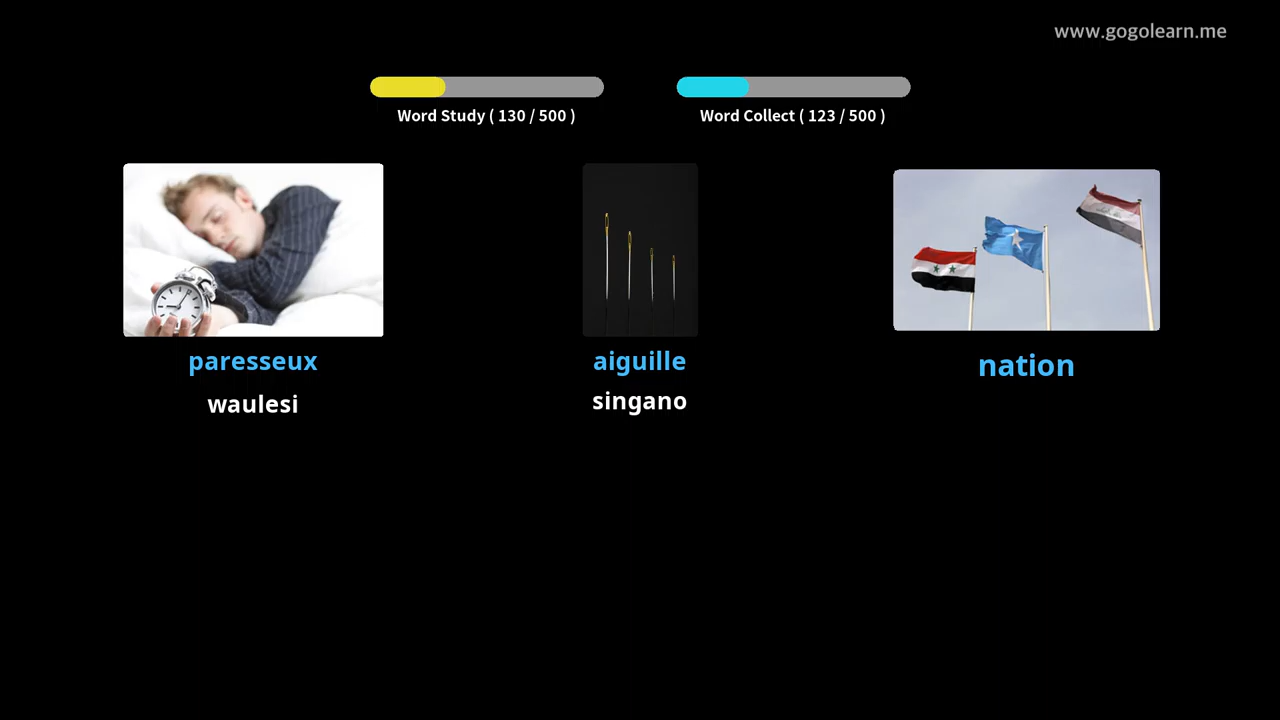 www.gogolearn.me
Word Study ( 130 / 500 )
Word Collect ( 123 / 500 )
paresseux
waulesi
aiguille
singano
nation